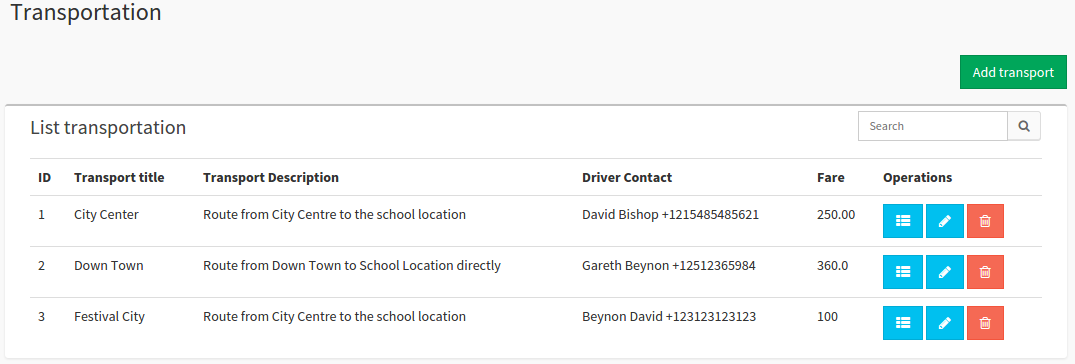 Transportation
Add transport
List transportation
Search
ID Transport title Transport Description Driver Contact Fare Operations
1 City Center Route from City Centre to the school location David Bishop +1215485485621 250.00
2 Down Town Route from Down Town to School Location directly Gareth Beynon +12512365984 360.0
3 Festival City Route from City Centre to the school location Beynon David +123123123123 100